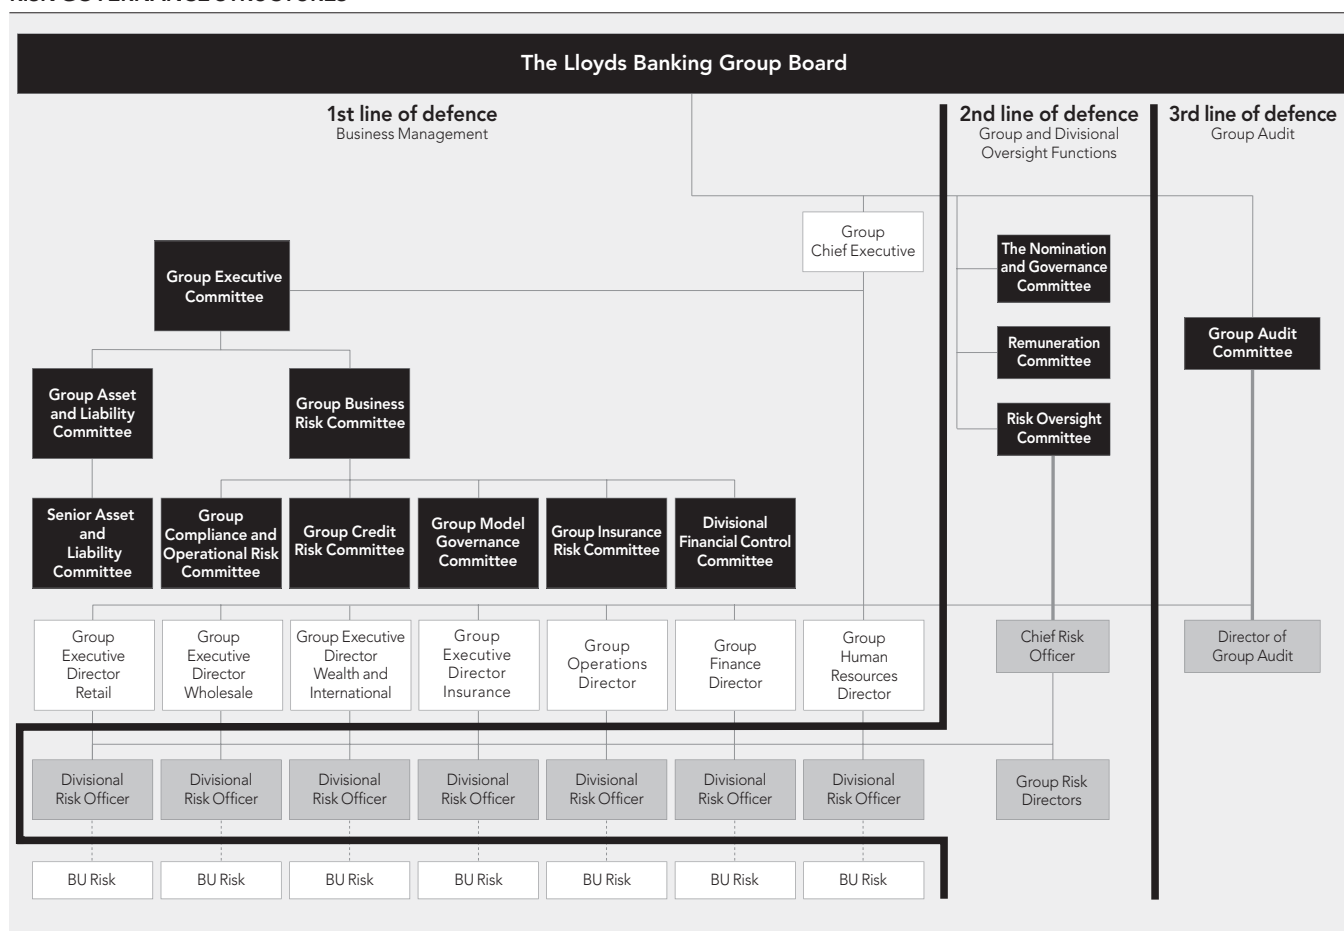 RISK GOVERNANCE STRUCTURES
The Lloyds Banking Group Board
1st line of defence
Business Management
2nd line of defence
Group and Divisional
Oversight Functions
3rd line of defence
Group Audit
Group
Chief Executive
Group Executive
Committee
The Nomination
and Governance
Committee
Remuneration
Committee
Risk Oversight
Committee
Group Audit
Committee
Group Asset
and Liability
Committee
Group Business
Risk Committee
Senior Asset
and
Liability
Committee
Group
Compliance and
Operational Risk
Committee
Group Credit
Risk Committee
Group Model
Governance
Committee
Group Insurance
Risk Committee
Divisional
Financial Control
Committee
Group
Executive
Director
Retail
Group
Executive
Director
Wholesale
Group Executive
Director
Wealth and
International
Group
Executive
Director
Insurance
Group
Operations
Director
Group
Finance
Director
Group
Human
Resources
Director
Chief Risk
Officer
Director of
Group Audit
Divisional
Risk Officer
Divisional
Risk Officer
Divisional
Risk Officer
Divisional
Risk Officer
Divisional
Risk Officer
Divisional
Risk Officer
Divisional
Risk Officer
Group Risk
Directors
BU Risk
BU Risk
BU Risk
BU Risk
BU Risk
BU Risk
BU Risk